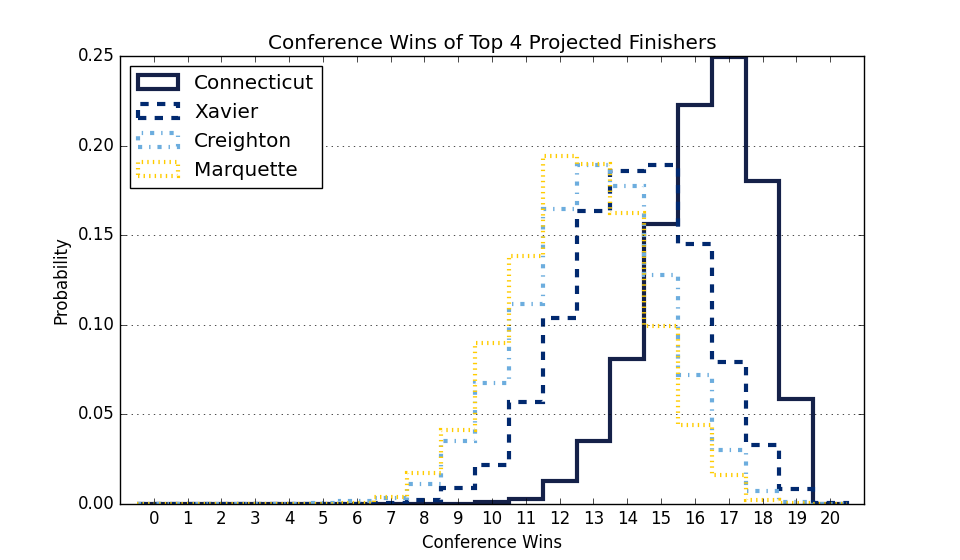 Conference Wins of Top 4 Projected Finishers
Connecticut
Xavier
Creighton
Marquette
0.25
0.20
0.15
0.10
0.05
0.00
Probability
0 1 2 3 4 5 6 7 8 9 10 11 12 13 14 15 16 17 18 19 20
Conference Wins